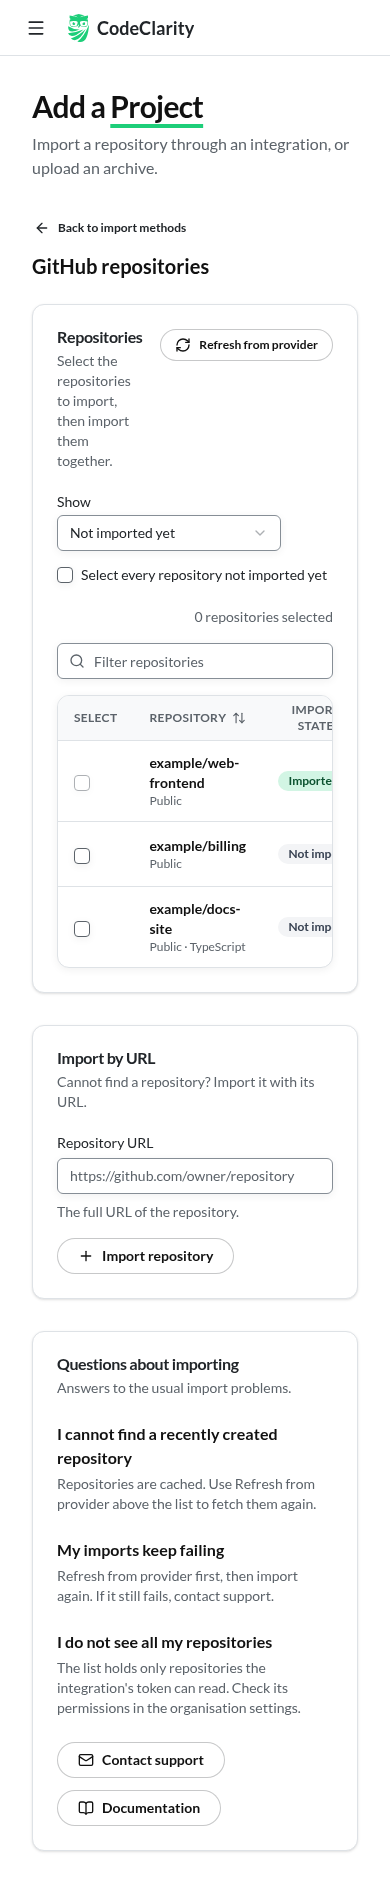 CodeClarity
Add a Project
Import a repository through an integration, or
upload an archive.
Back to import methods
GitHub repositories
Repositories
Refresh from provider
Select the
repositories
to import,
then import
them
together.
Show
Not imported yet
Select every repository not imported yet
0 repositories selected
Filter repositories
SELECT
REPOSITORY
IMPOR
STATE
example/web-
frontend
Public
Importe
example/billing
Public
Not imp
example/docs-
site
Public · TypeScript
Not imp
Import by URL
Cannot find a repository? Import it with its
URL.
Repository URL
https://github.com/owner/repository
The full URL of the repository.
Import repository
Questions about importing
Answers to the usual import problems.
I cannot find a recently created
repository
Repositories are cached. Use Refresh from
provider above the list to fetch them again.
My imports keep failing
Refresh from provider first, then import
again. If it still fails, contact support.
I do not see all my repositories
The list holds only repositories the
integration's token can read. Check its
permissions in the organisation settings.
Contact support
Documentation